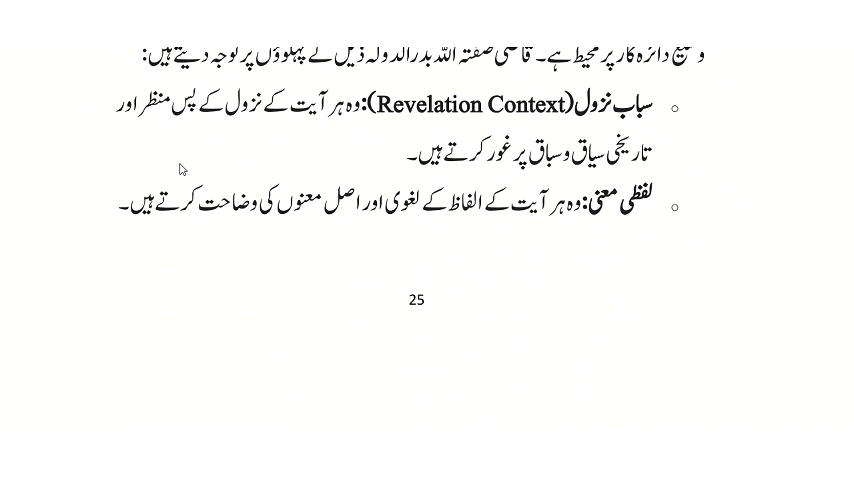 وسیع دائرہ کار پر محیط ہے۔ قاضی صفتہ اللہ بدرالدولہ ذیل کے پہلوؤں پر توجہ دیتے ہیں:
○ سباب نزول (Revelation Context): وہ ہر آیت کے نزول کے پس منظر اور
تاریخی سیاق و سباق پر غور کرتے ہیں۔
○ لفظی معنی: وہ ہر آیت کے الفاظ کے لغوی اور اصل معنوں کی وضاحت کرتے ہیں۔
25